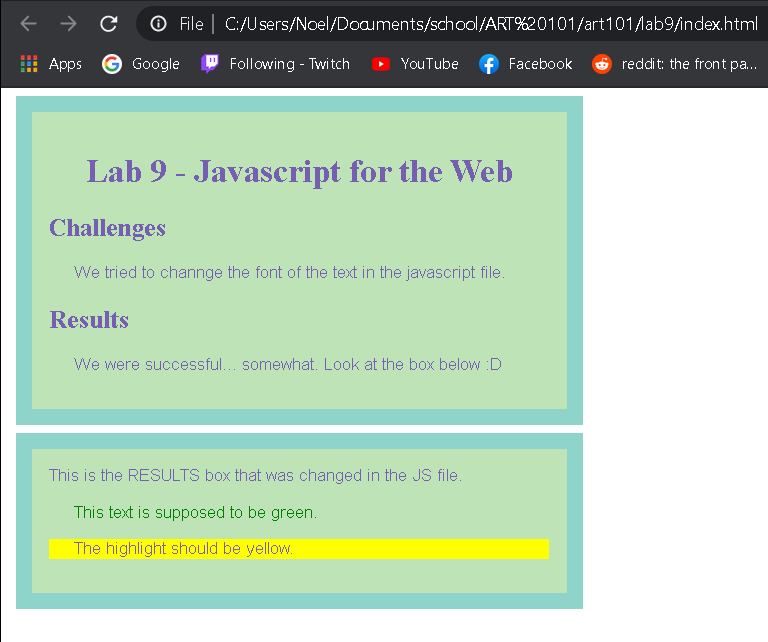 File | C:/Users/Noel/Documents/school/ART%20101/art101/lab9/index.html
Apps Google Following - Twitch YouTube Facebook reddit: the front pa...
Lab 9 - Javascript for the Web
Challenges
We tried to channge the font of the text in the javascript file.
Results
We were successful... somewhat. Look at the box below :D
This is the RESULTS box that was changed in the JS file.
This text is supposed to be green.
The highlight should be yellow.